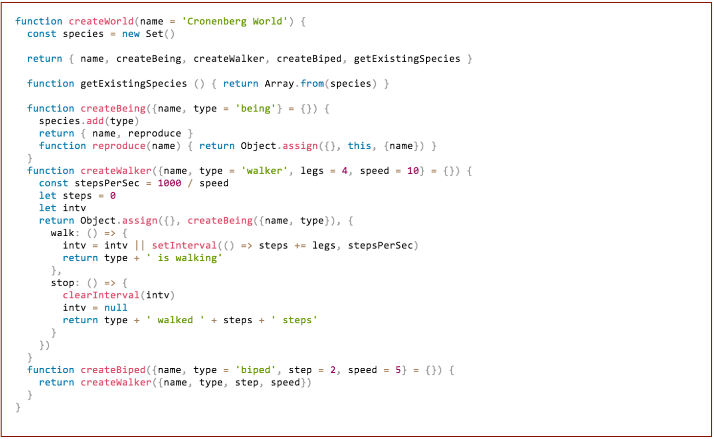 function createWorld(name = 'Cronenberg World') {
  const species = new Set()

  return { name, createBeing, createWalker, createBiped, getExistingSpecies }

  function getExistingSpecies () { return Array.from(species) }

  function createBeing({name, type = 'being'} = {}) {
    species.add(type)
    return { name, reproduce }
    function reproduce(name) { return Object.assign({}, this, {name}) }
  }
  function createWalker({name, type = 'walker', legs = 4, speed = 10} = {}) {
    const stepsPerSec = 1000 / speed
    let steps = 0
    let intv
    return Object.assign({}, createBeing({name, type}), {
      walk: () => {
        intv = intv || setInterval(() => steps += legs, stepsPerSec)
        return type + ' is walking'
      },
      stop: () => {
        clearInterval(intv)
        intv = null
        return type + ' walked ' + steps + ' steps'
      }
    })
  }
  function createBiped({name, type = 'biped', step = 2, speed = 5} = {}) {
    return createWalker({name, type, step, speed})
  }
}